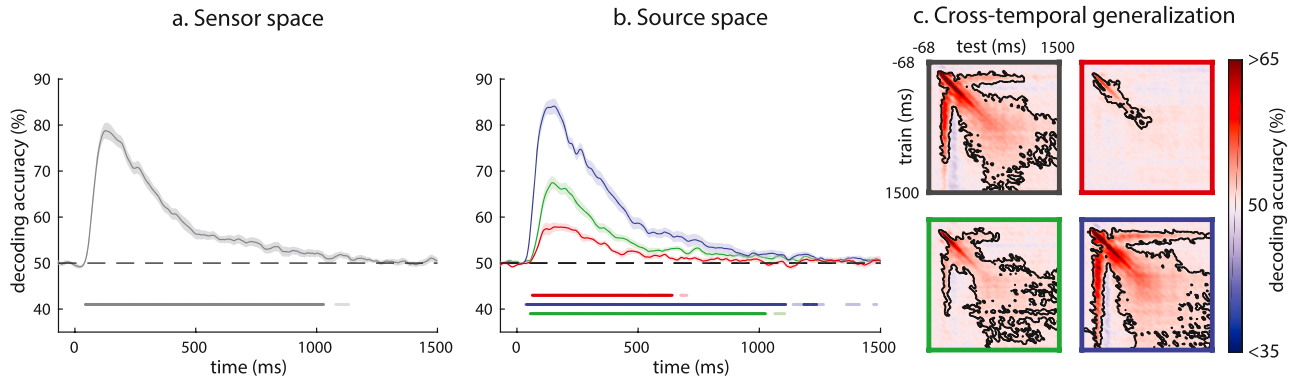 a. Sensor space
90
80
70
60
50
40
decoding accuracy (%)
0 500 1000 1500
time (ms)
b. Source space
90
80
70
60
50
40
0 500 1000 1500
time (ms)
c. Cross-temporal generalization
-68 test (ms) 1500
-68
train (ms)
1500
>65
50
<35
decoding accuracy (%)